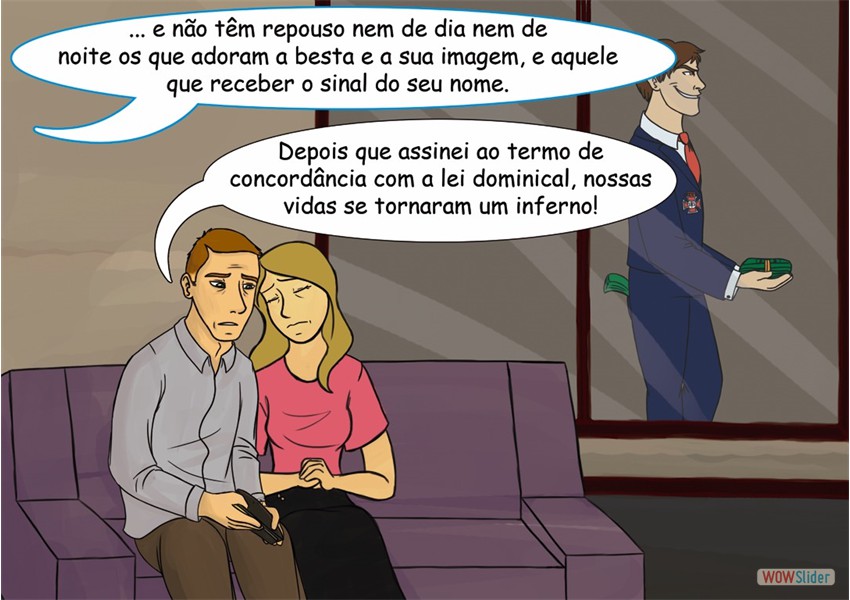 ... e não têm repouso nem de dia nem de
noite os que adoram a besta e a sua imagem, e aquele
que receber o sinal do seu nome.
Depois que assinei ao termo de
concordância com a lei dominical, nossas
vidas se tornaram um inferno!
WOWSlider